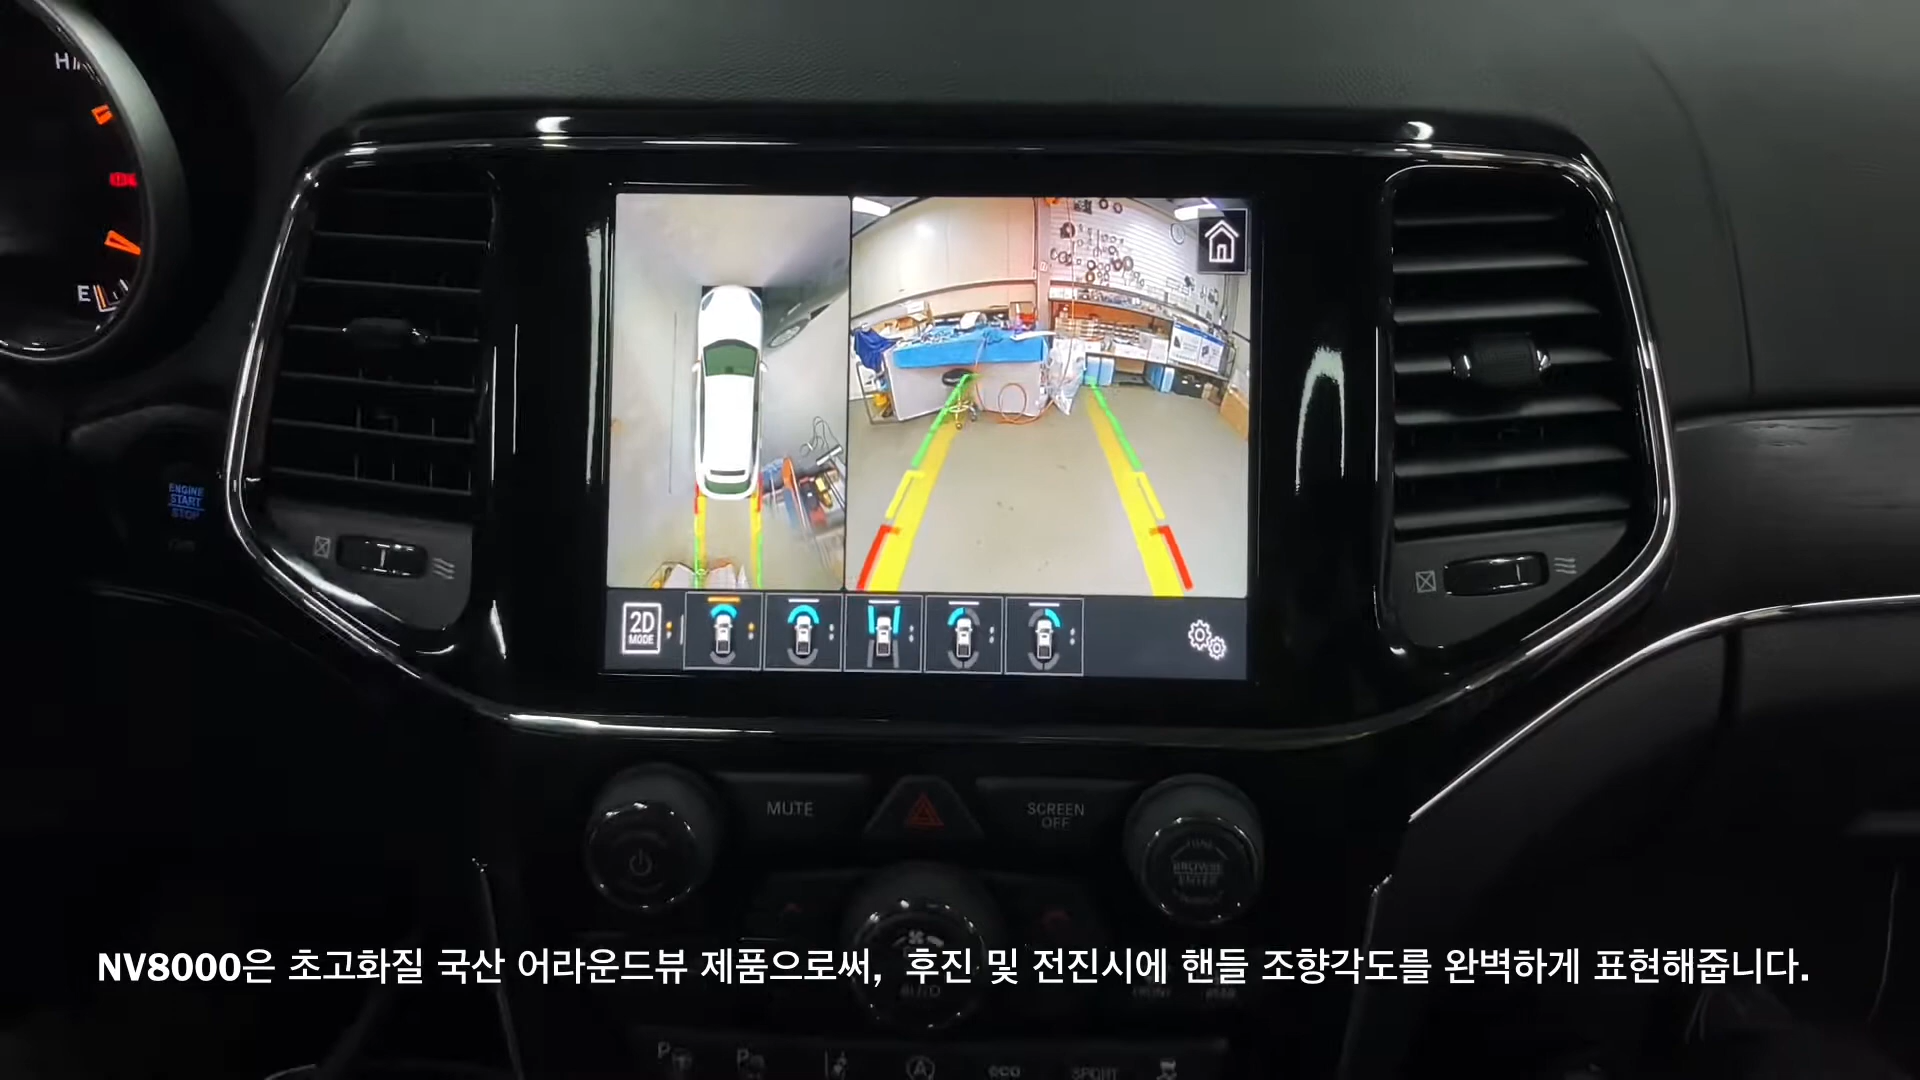 H
E
ENGINE
START
STOP
2D
MODE
MUTE
SCREEN
OFF
BROWSE
ENTER
NV8000은 초고화질 국산 어라운드뷰 제품으로써, 후진 및 전진시에 핸들 조향각도를 완벽하게 표현해줍니다.
P
P
eco
SPORT